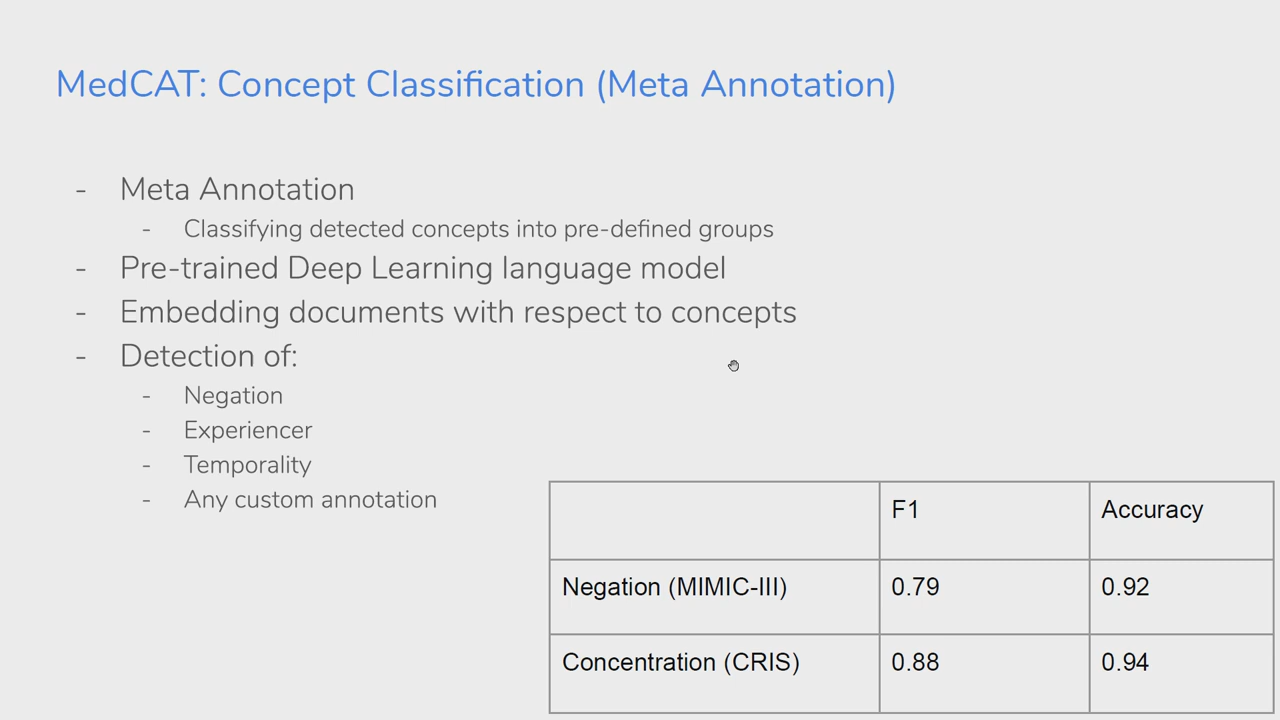 MedCAT: Concept Classification (Meta Annotation)
- Meta Annotation
- Classifying detected concepts into pre-defined groups
- Pre-trained Deep Learning language model
- Embedding documents with respect to concepts
- Detection of:
- Negation
- Experiencer
- Temporality
- Any custom annotation
F1 Accuracy
Negation (MIMIC-III) 0.79 0.92
Concentration (CRIS) 0.88 0.94